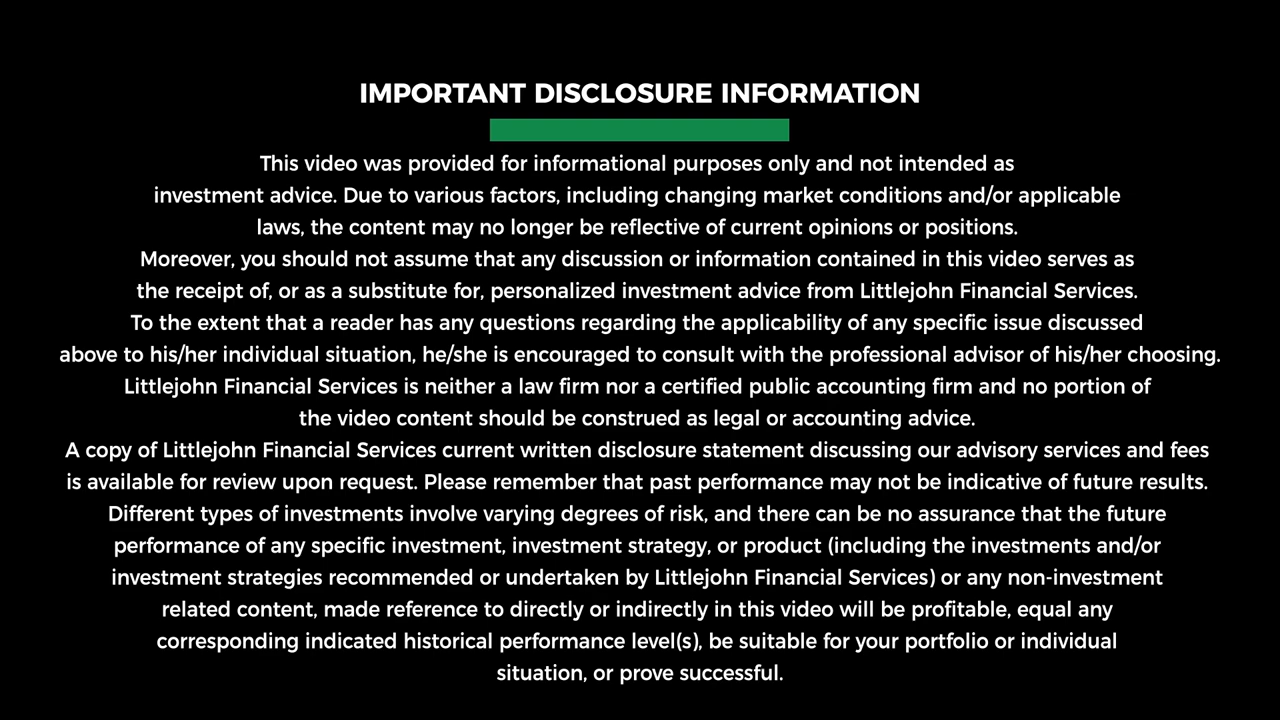 IMPORTANT DISCLOSURE INFORMATION
This video was provided for informational purposes only and not intended as
investment advice. Due to various factors, including changing market conditions and/or applicable
laws, the content may no longer be reflective of current opinions or positions.
Moreover, you should not assume that any discussion or information contained in this video serves as
the receipt of, or as a substitute for, personalized investment advice from Littlejohn Financial Services.
To the extent that a reader has any questions regarding the applicability of any specific issue discussed
above to his/her individual situation, he/she is encouraged to consult with the professional advisor of his/her choosing.
Littlejohn Financial Services is neither a law firm nor a certified public accounting firm and no portion of
the video content should be construed as legal or accounting advice.
A copy of Littlejohn Financial Services current written disclosure statement discussing our advisory services and fees
is available for review upon request. Please remember that past performance may not be indicative of future results.
Different types of investments involve varying degrees of risk, and there can be no assurance that the future
performance of any specific investment, investment strategy, or product (including the investments and/or
investment strategies recommended or undertaken by Littlejohn Financial Services) or any non-investment
related content, made reference to directly or indirectly in this video will be profitable, equal any
corresponding indicated historical performance level(s), be suitable for your portfolio or individual
situation, or prove successful.